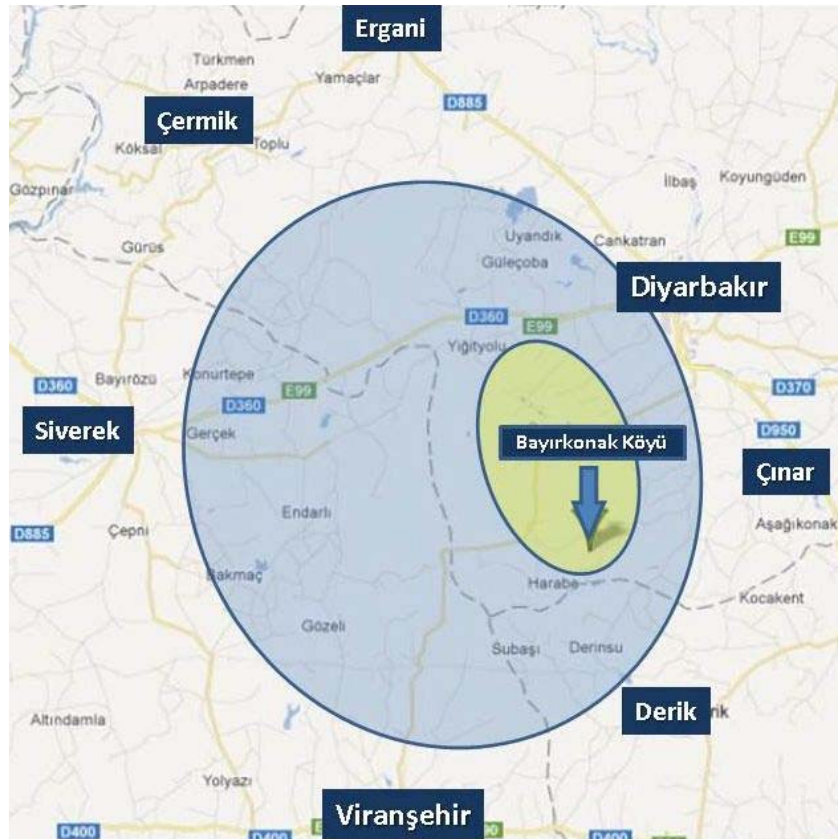 Ergani
Türkmen
Arpadere
Yamaçlar
D885
Çermik
Köksal
Toplu
Gözpınar
İlbaş
Koyungüden
Gürüs
Uyandık
Cankatran
E99
Güleçoba
Diyarbakır
D360
E99
Yiğityolu
D360
Bayırözü
Konurtepe
E99
D370
D360
Siverek
Gerçek
Bayırkonak Köyü
D950
Çınar
Endarlı
D885
Çepni
Aşağıkonak
Bakmaç
Haraba
Kocakent
Gözeli
Subaşı
Derinsu
Altındamla
Derik
rik
Yolyazı
Viranşehir
D400
D400
D400